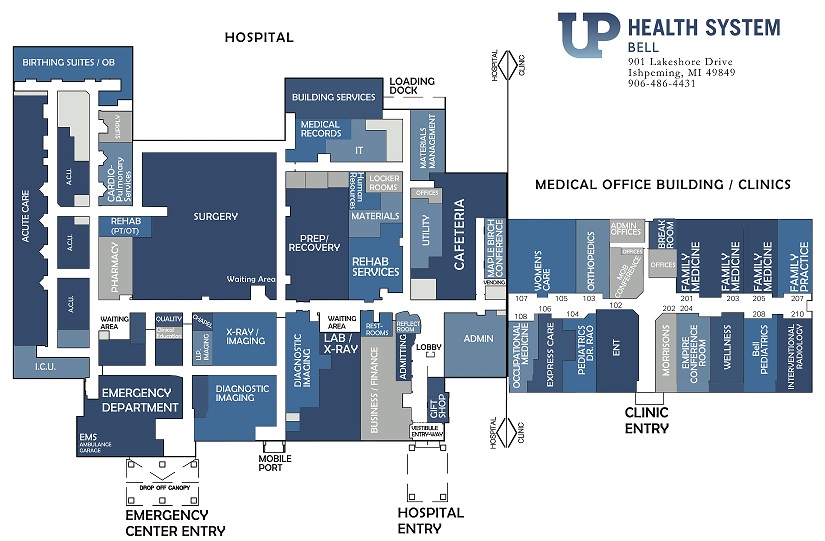 UP HEALTH SYSTEM
BELL
901 Lakeshore Drive
Ishpeming, MI 49849
906-486-4431
HOSPITAL
HOSPITAL
CLINIC
BIRTHING SUITES / OB
LOADING
DOCK
BUILDING SERVICES
MEDICAL
RECORDS
IT
MATERIALS
MANAGEMENT
SUPPLY
CARDIO-
Pulmonary
Services
ACUTE CARE
A.C.U.
A.C.U.
A.C.U.
REHAB
(PT/OT)
PHARMACY
SURGERY
Waiting Area
PREP/
RECOVERY
Human
Resources
LOCKER
ROOMS
MATERIALS
REHAB
SERVICES
OFFICES
UTILITY
CAFETERIA
MAPLE BIRCH
CONFERENCE
VENDING
MEDICAL OFFICE BUILDING / CLINICS
WOMEN'S
CARE
ORTHOPEDICS
ADMIN
OFFICES
OFFICES
MOB
CONFERENCE
BREAK
ROOM
OFFICES
FAMILY
MEDICINE
FAMILY
MEDICINE
FAMILY
MEDICINE
FAMILY
PRACTICE
107
105
103
102
201
203
205
207
108
106
104
202
204
208
210
OCCUPATIONAL
MEDICINE
EXPRESS CARE
PEDIATRICS
DR. RAO
ENT
MORRISONS
EMPIRE
CONFERENCE
ROOM
WELLNESS
Bell
PEDIATRICS
INTERVENTIONAL
RADIOLOGY
CLINIC
ENTRY
WAITING
AREA
QUALITY
Clinical
Education
CHAPEL
I.P.
IMAGING
X-RAY /
IMAGING
DIAGNOSTIC
IMAGING
DIAGNOSTIC
IMAGING
WAITING
AREA
LAB /
X-RAY
REST-
ROOMS
REFLECT
ROOM
BUSINESS / FINANCE
ADMITTING
LOBBY
ADMIN
GIFT
SHOP
VESTIBULE
ENTRY-WAY
I.C.U.
EMERGENCY
DEPARTMENT
EMS
AMBULANCE
GARAGE
DROP OFF CANOPY
MOBILE
PORT
EMERGENCY
CENTER ENTRY
HOSPITAL
ENTRY
HOSPITAL
CLINIC